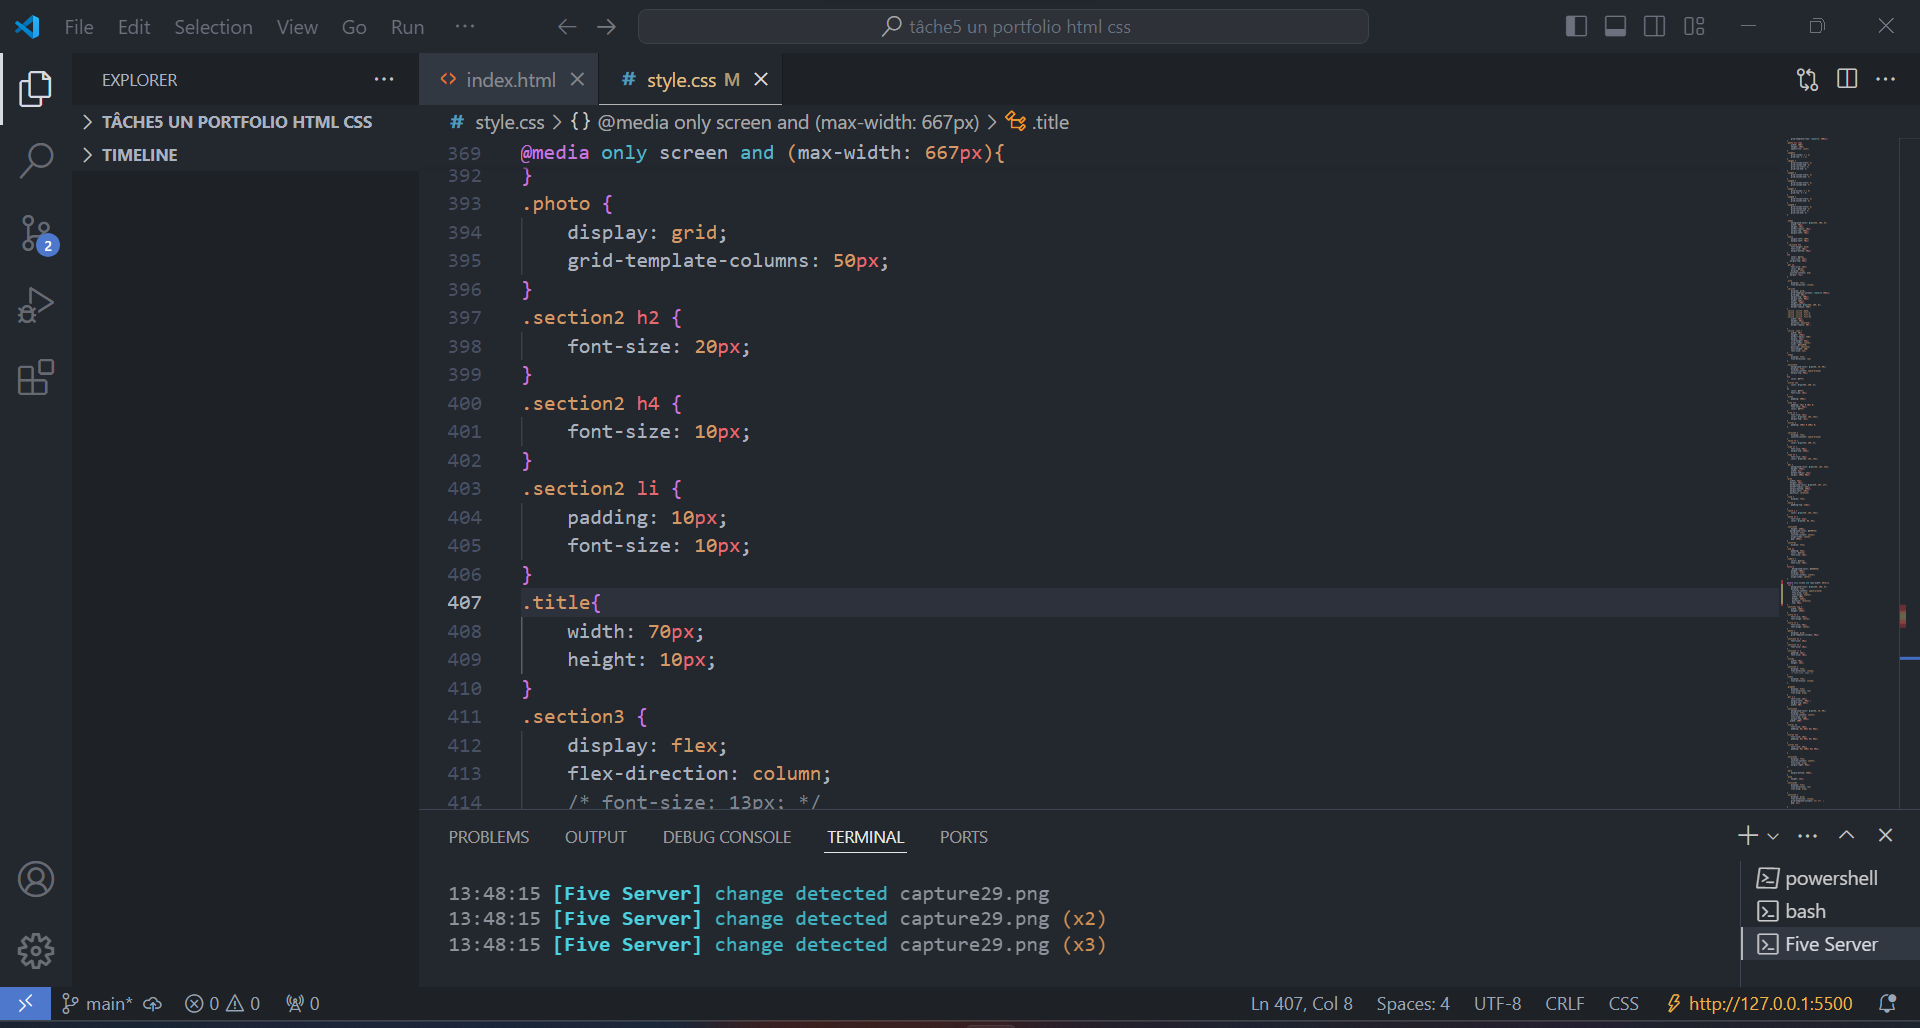 File Edit Selection View Go Run ···
tâche5 un portfolio html css
EXPLORER ···
TÂCHE5 UN PORTFOLIO HTML CSS
TIMELINE
2
<> index.html
# style.css M
# style.css > {} @media only screen and (max-width: 667px) > .title
369 @media only screen and (max-width: 667px){
392 }
393 .photo {
394 display: grid;
395 grid-template-columns: 50px;
396 }
397 .section2 h2 {
398 font-size: 20px;
399 }
400 .section2 h4 {
401 font-size: 10px;
402 }
403 .section2 li {
404 padding: 10px;
405 font-size: 10px;
406 }
407 .title{
408 width: 70px;
409 height: 10px;
410 }
411 .section3 {
412 display: flex;
413 flex-direction: column;
414 /* font-size: 13px; */
PROBLEMS OUTPUT DEBUG CONSOLE TERMINAL PORTS
13:48:15 [Five Server] change detected capture29.png
13:48:15 [Five Server] change detected capture29.png (x2)
13:48:15 [Five Server] change detected capture29.png (x3)
powershell
bash
Five Server
main* 0 0 0
Ln 407, Col 8 Spaces: 4 UTF-8 CRLF CSS http://127.0.0.1:5500